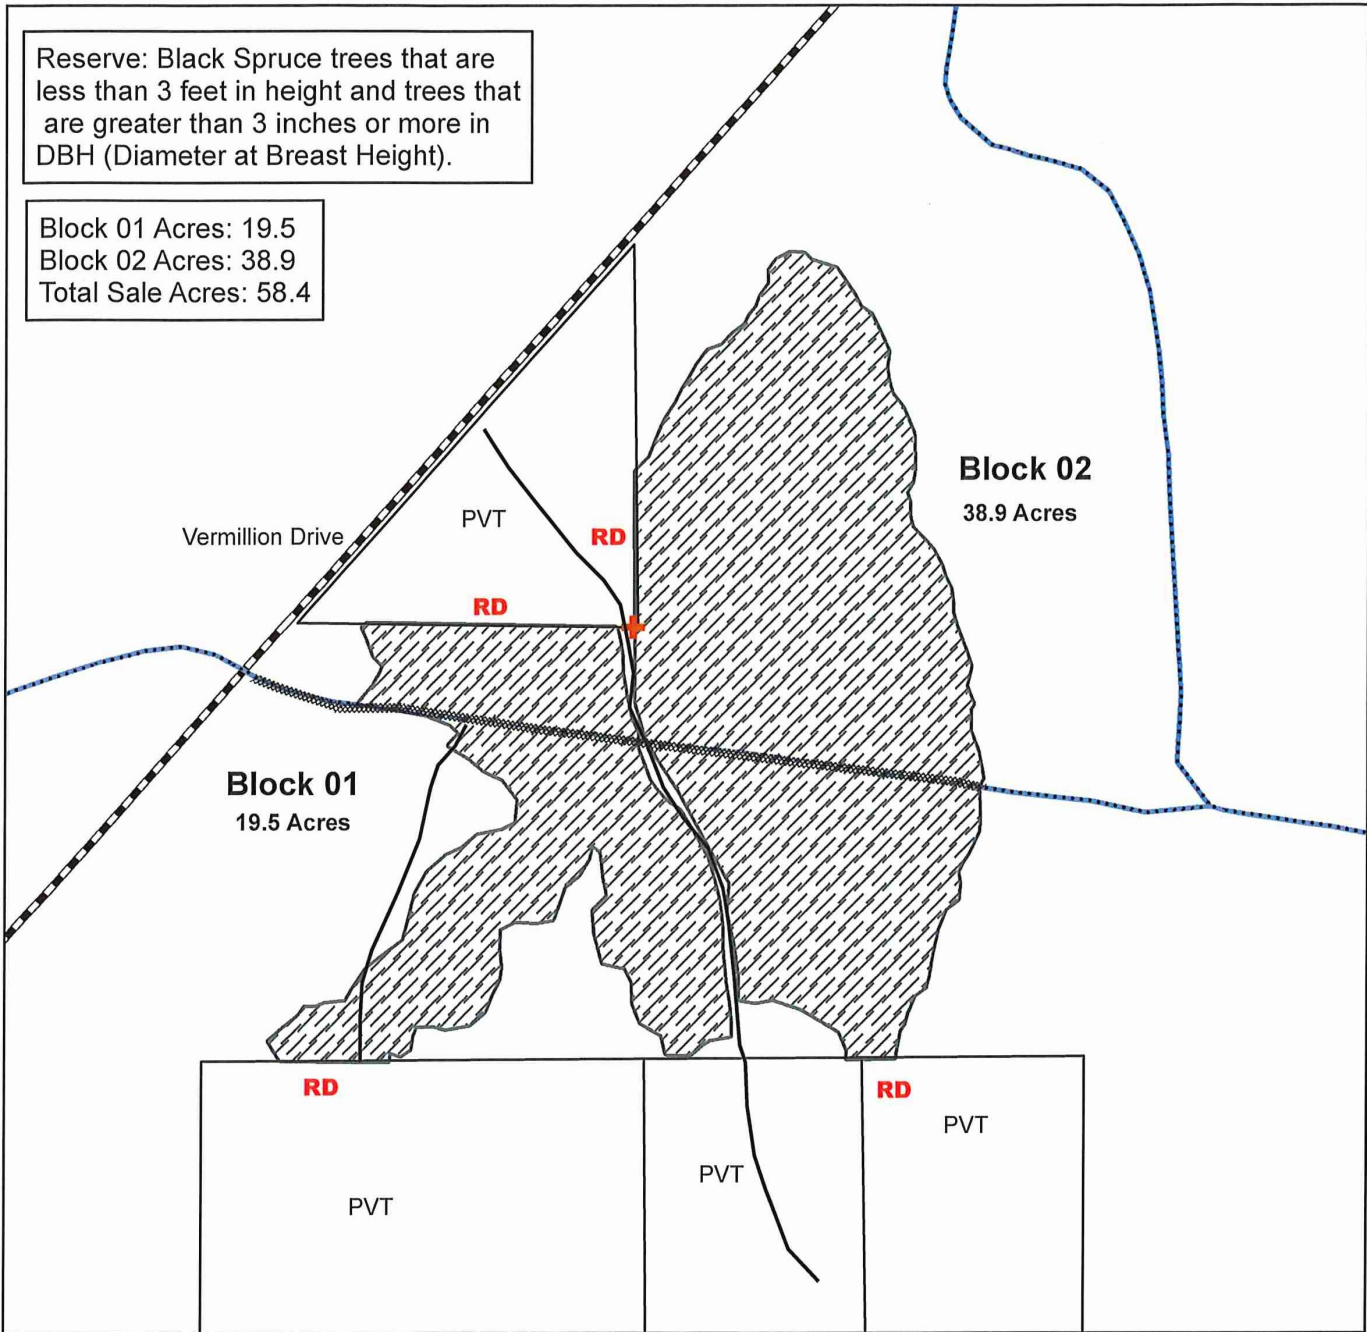 Reserve: Black Spruce trees that are
less than 3 feet in height and trees that
are greater than 3 inches or more in
DBH (Diameter at Breast Height).
Block 01 Acres: 19.5
Block 02 Acres: 38.9
Total Sale Acres: 58.4
Block 02
38.9 Acres
PVT
RD
Vermillion Drive
RD
Block 01
19.5 Acres
RD
RD
PVT
PVT
PVT